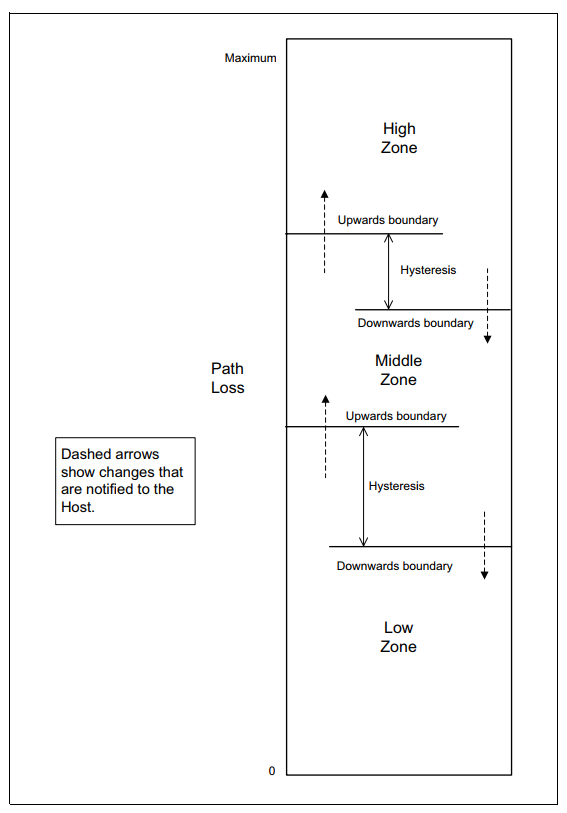 Maximum
High
Zone
Upwards boundary
Hysteresis
Downwards boundary
Path
Loss
Middle
Zone
Upwards boundary
Dashed arrows
show changes that
are notified to the
Host.
Hysteresis
Downwards boundary
Low
Zone
0